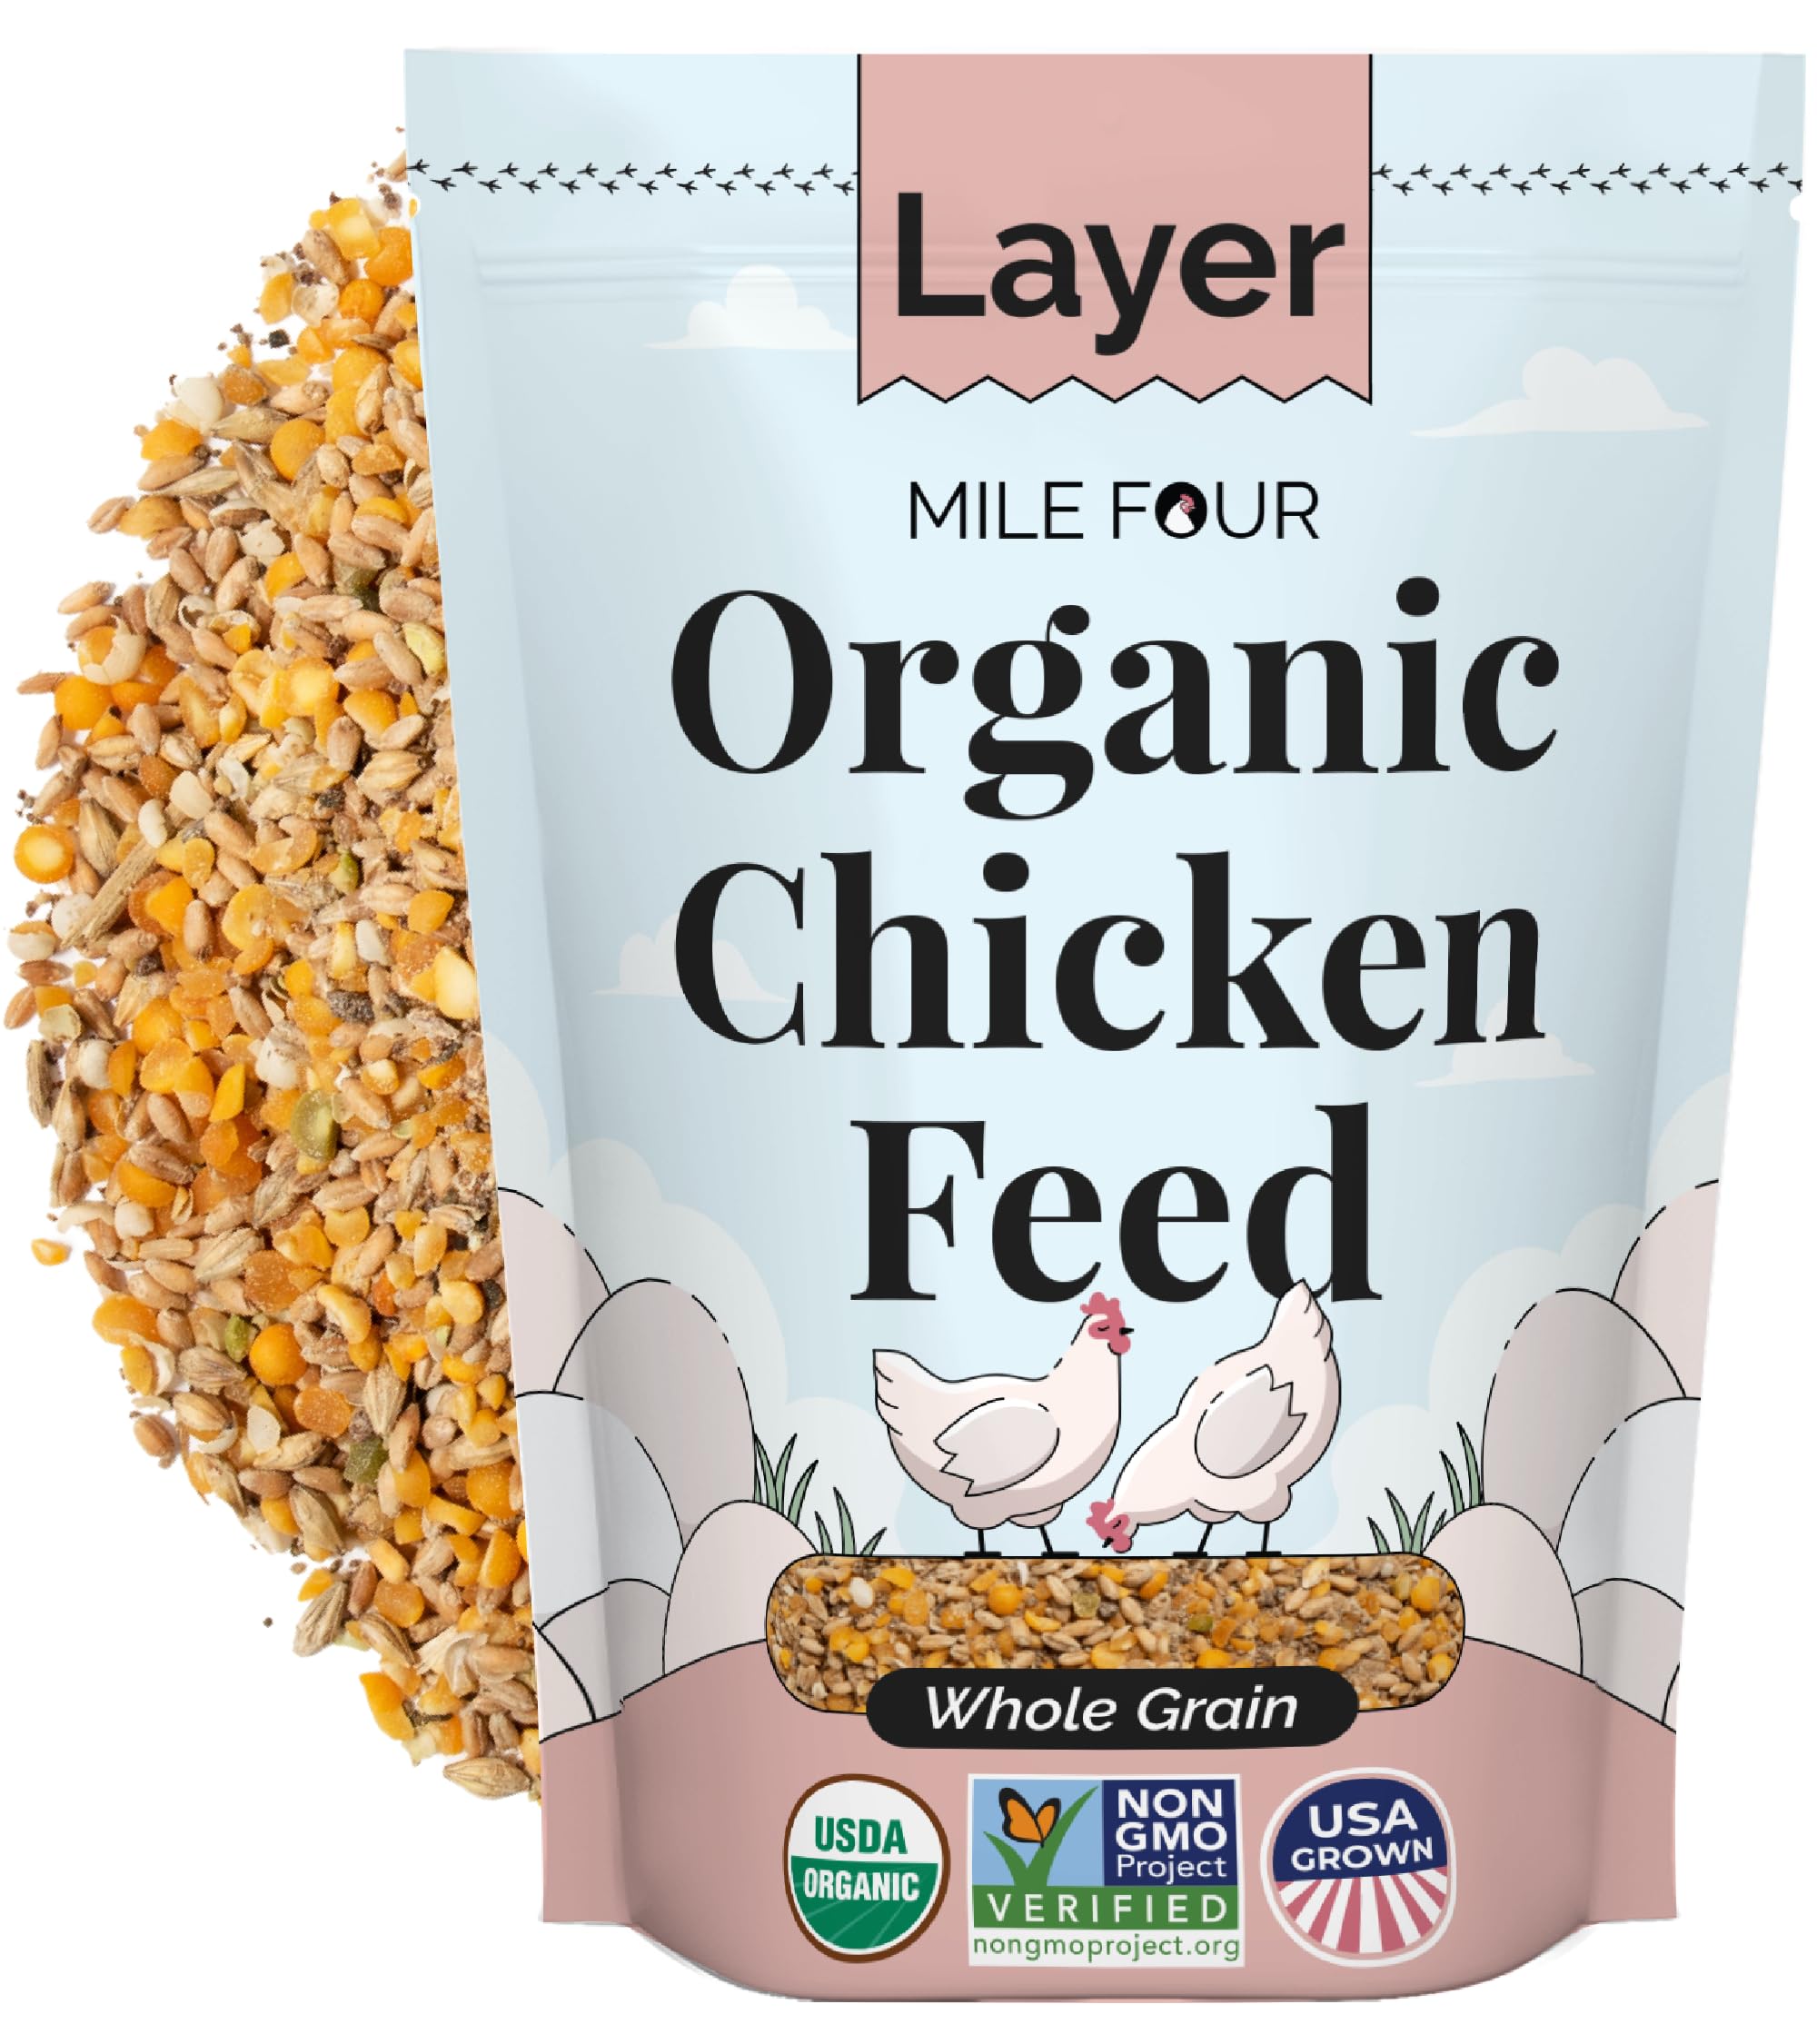 Layer
MILE FOUR
Organic
Chicken
Feed
Whole Grain
USDA
ORGANIC
NON
GMO
Project
VERIFIED
nongmoproject.org
USA
GROWN